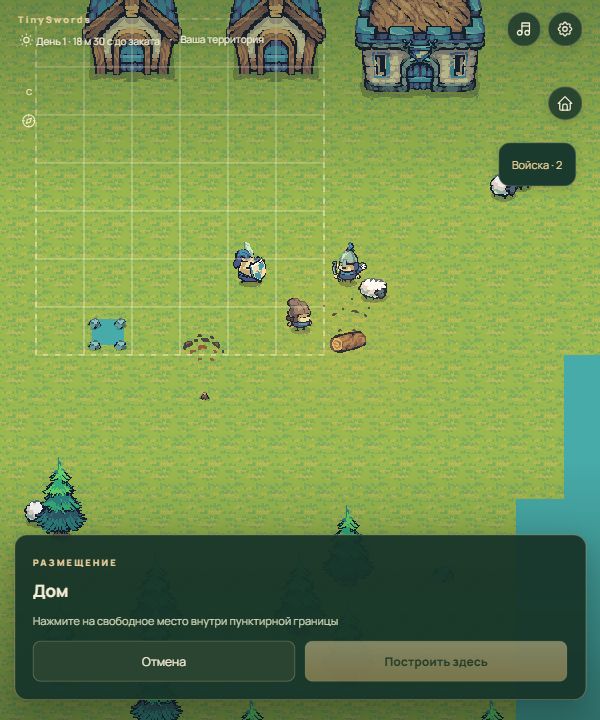 TinySwords
День 1 · 18 м 30 с до заката
Ваша территория
С
Войска · 2
РАЗМЕЩЕНИЕ
Дом
Нажмите на свободное место внутри пунктирной границы
Отмена
Построить здесь